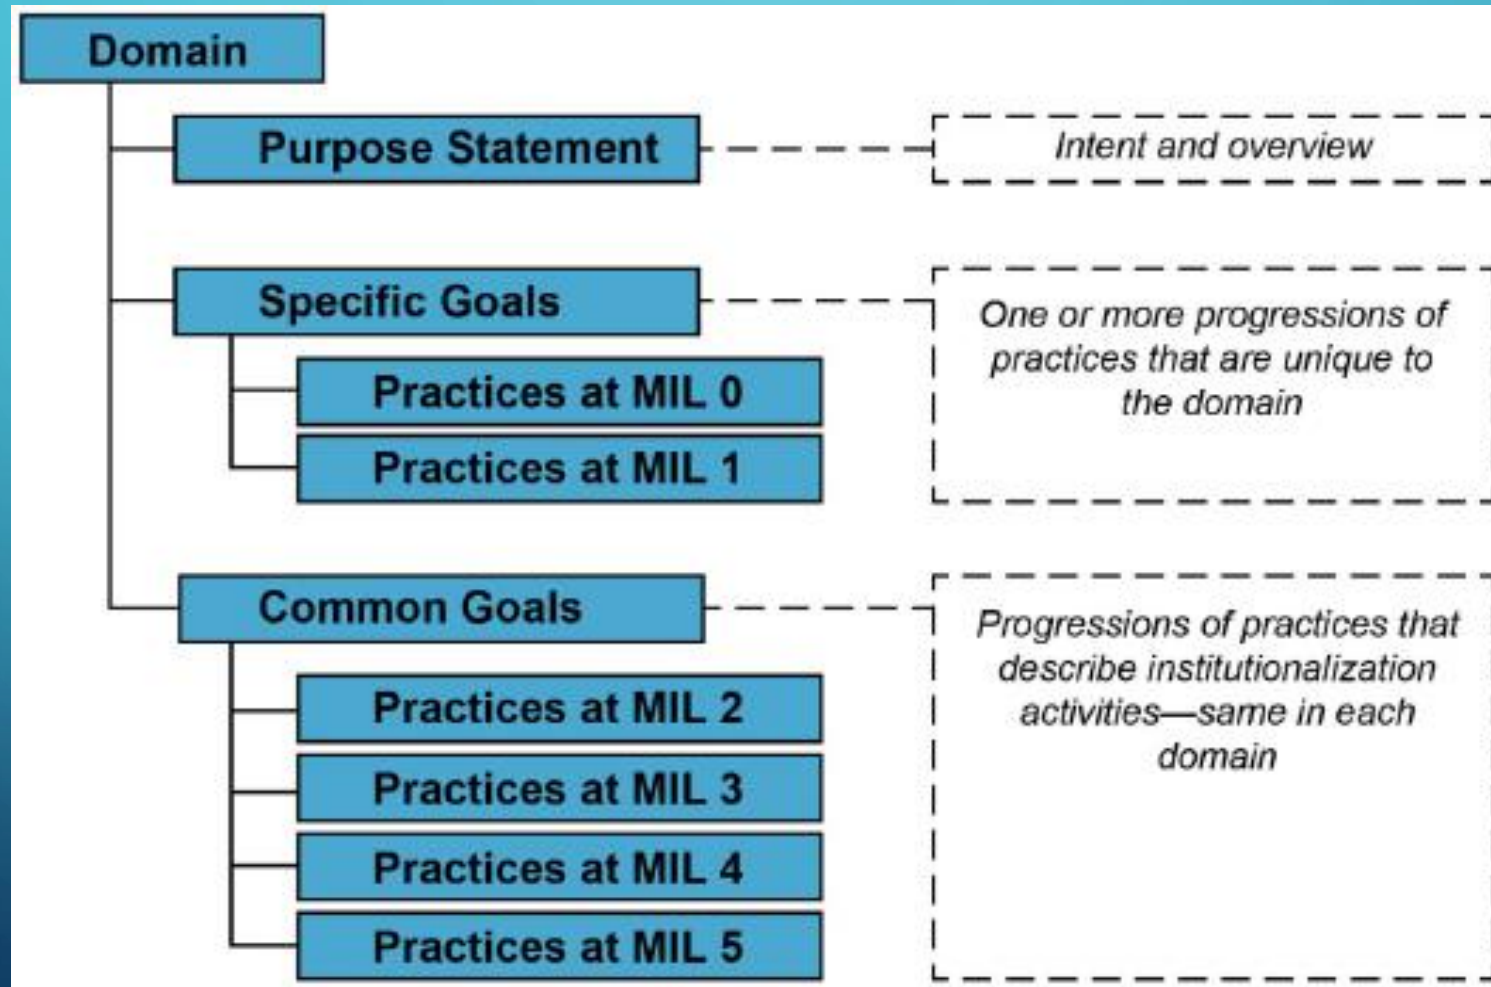 Domain
Purpose Statement
Intent and overview
Specific Goals
One or more progressions of
practices that are unique to
the domain
Practices at MIL 0
Practices at MIL 1
Common Goals
Progressions of practices that
describe institutionalization
activities—same in each
domain
Practices at MIL 2
Practices at MIL 3
Practices at MIL 4
Practices at MIL 5